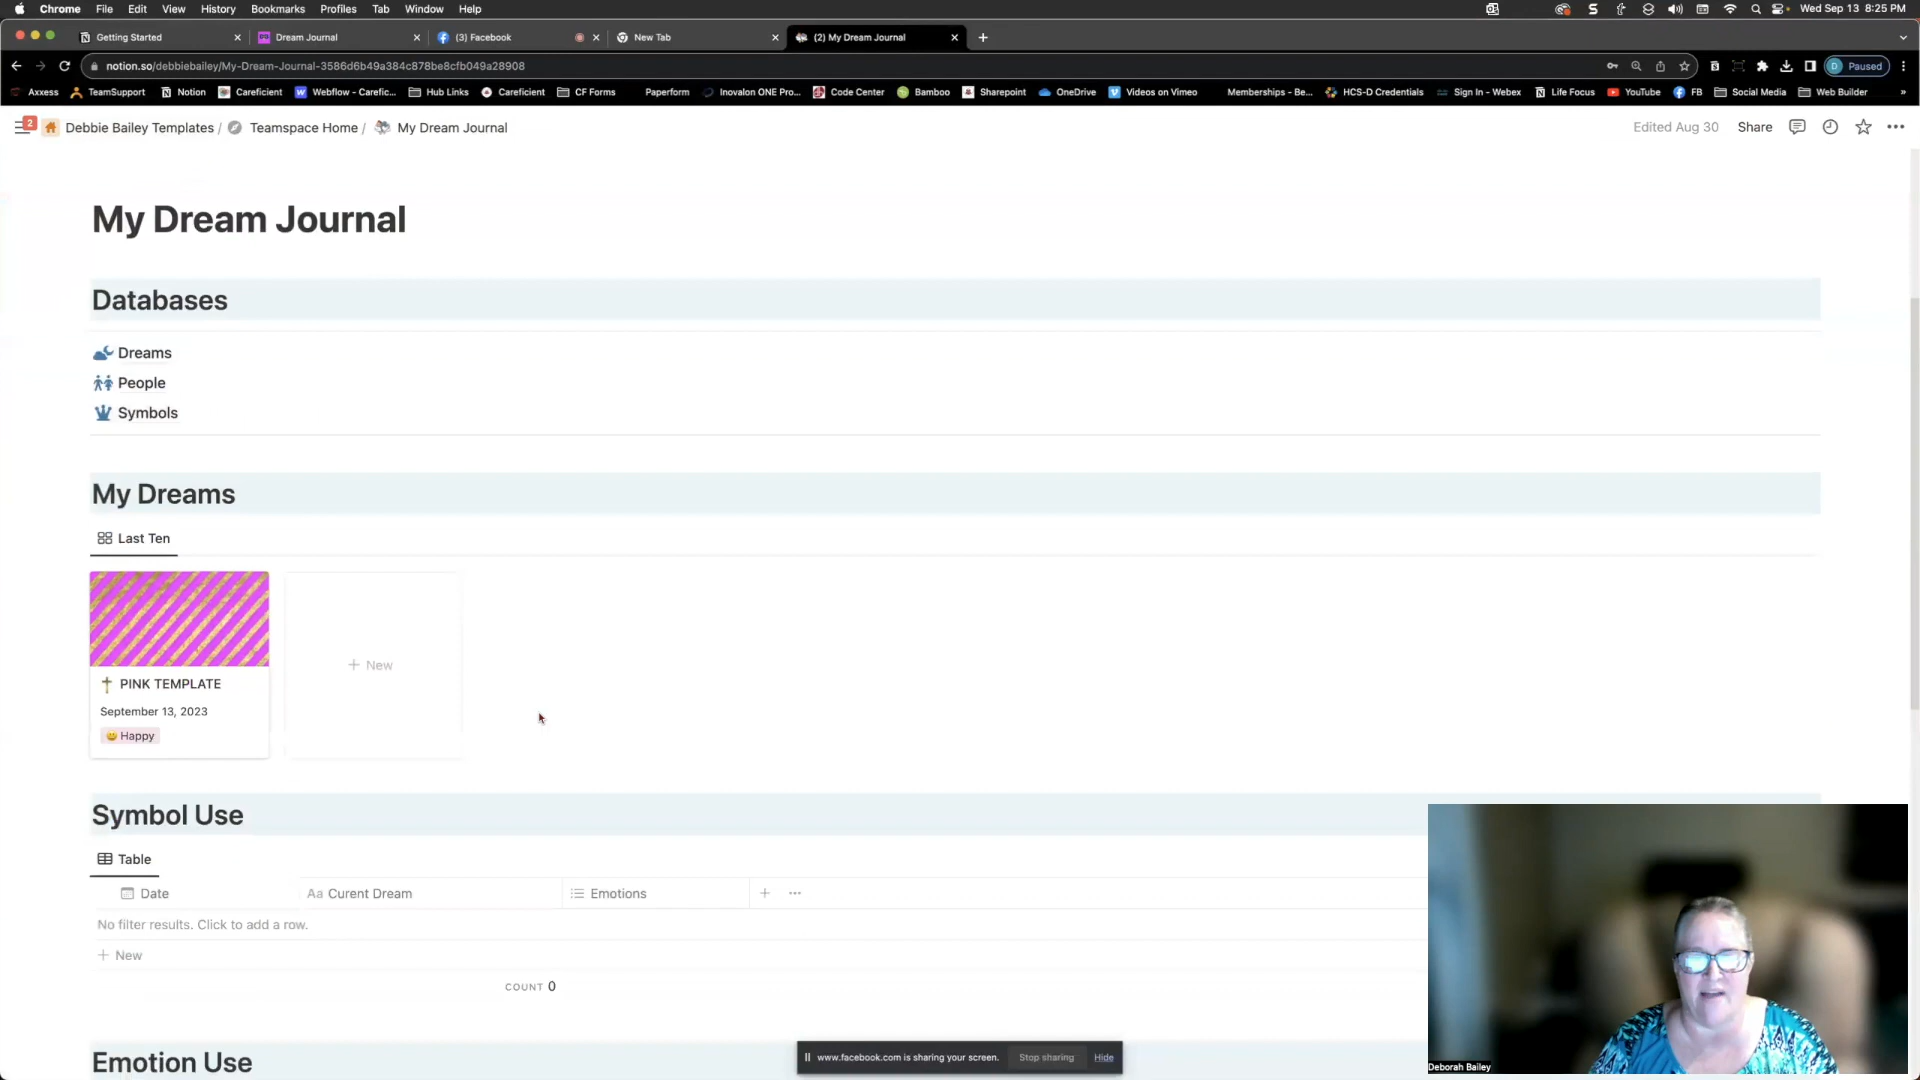 Chrome File Edit View History Bookmarks Profiles Tab Window Help Wed Sep 13 8:25 PM
Getting Started Dream Journal (3) Facebook New Tab (2) My Dream Journal
notion.so/debbiebailey/My-Dream-Journal-3586d6b49a384c878be8cfb049a28908 D Paused
Axxess TeamSupport Notion Careficient Webflow - Carefic... Hub Links Careficient CF Forms Paperform Inovalon ONE Pro... Code Center Bamboo Sharepoint OneDrive Videos on Vimeo Memberships - Be... HCS-D Credentials Sign In - Webex Life Focus YouTube FB Social Media Web Builder »
2 Debbie Bailey Templates / Teamspace Home / My Dream Journal Edited Aug 30 Share
My Dream Journal
Databases
Dreams
People
Symbols
My Dreams
Last Ten
+ New
PINK TEMPLATE
September 13, 2023
Happy
Symbol Use
Table
Date Aa Curent Dream Emotions + ...
No filter results. Click to add a row.
+ New
COUNT 0
Emotion Use
www.facebook.com is sharing your screen. Stop sharing Hide
Deborah Bailey